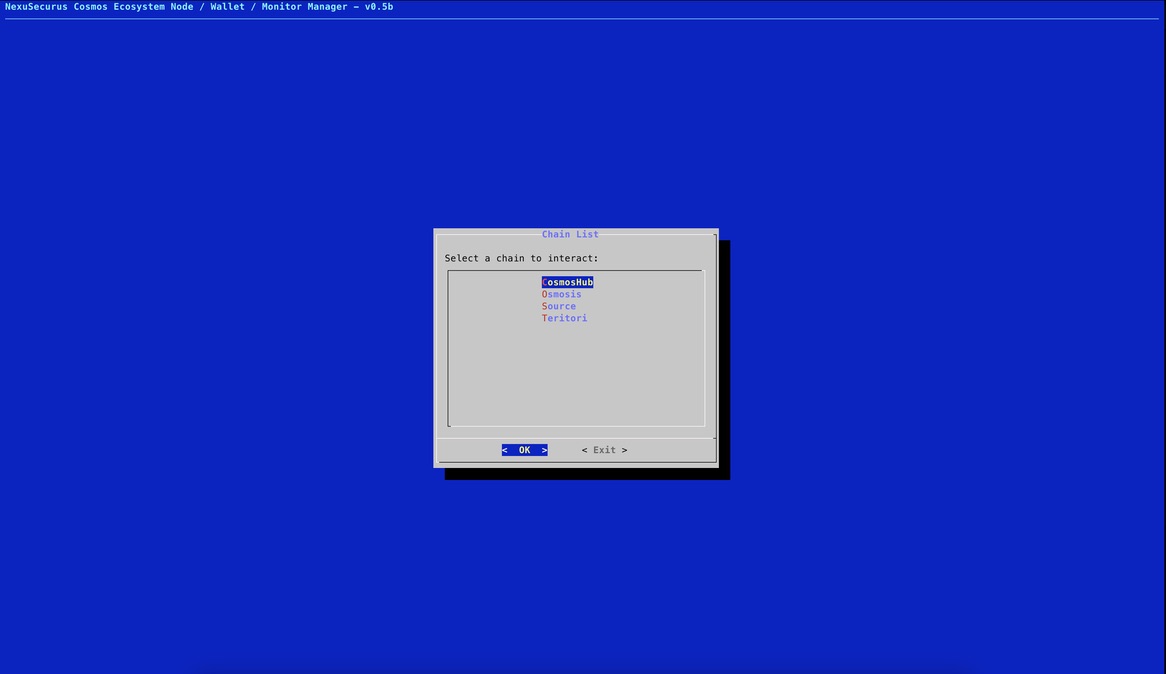 NexuSecurus Cosmos Ecosystem Node / Wallet / Monitor Manager – v0.5b
Chain List
Select a chain to interact:
CosmosHub
Osmosis
Source
Teritori
< OK > < Exit >